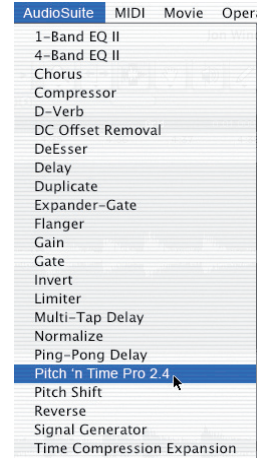 AudioSuite MIDI Movie Oper
1-Band EQ II
4-Band EQ II
Chorus
Compressor
D-Verb
DC Offset Removal
DeEsser
Delay
Duplicate
Expander-Gate
Flanger
Gain
Gate
Invert
Limiter
Multi-Tap Delay
Normalize
Ping-Pong Delay
Pitch 'n Time Pro 2.4
Pitch Shift
Reverse
Signal Generator
Time Compression Expansion